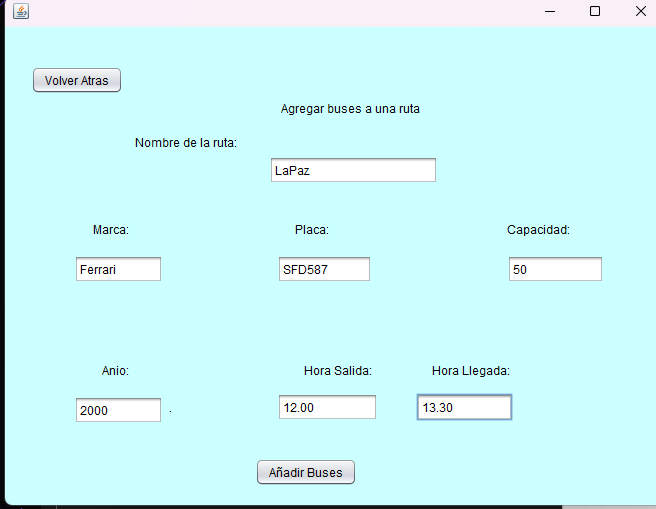 Volver Atras
Agregar buses a una ruta
Nombre de la ruta:
LaPaz
Marca: Placa: Capacidad:
Ferrari SFD587 50
Anio: Hora Salida: Hora Llegada:
2000 . 12.00 13.30
Añadir Buses